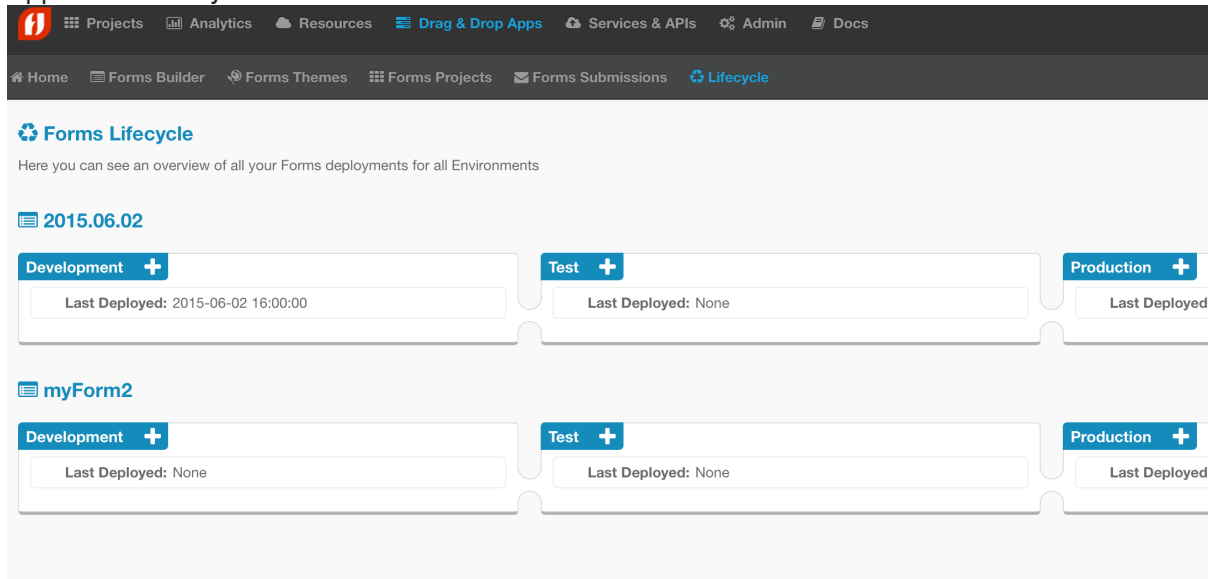 Projects Analytics Resources Drag & Drop Apps Services & APIs Admin Docs
Home Forms Builder Forms Themes Forms Projects Forms Submissions Lifecycle
Forms Lifecycle
Here you can see an overview of all your Forms deployments for all Environments
2015.06.02
Development Test Production
Last Deployed: 2015-06-02 16:00:00 Last Deployed: None Last Deployed
myForm2
Development Test Production
Last Deployed: None Last Deployed: None Last Deployed